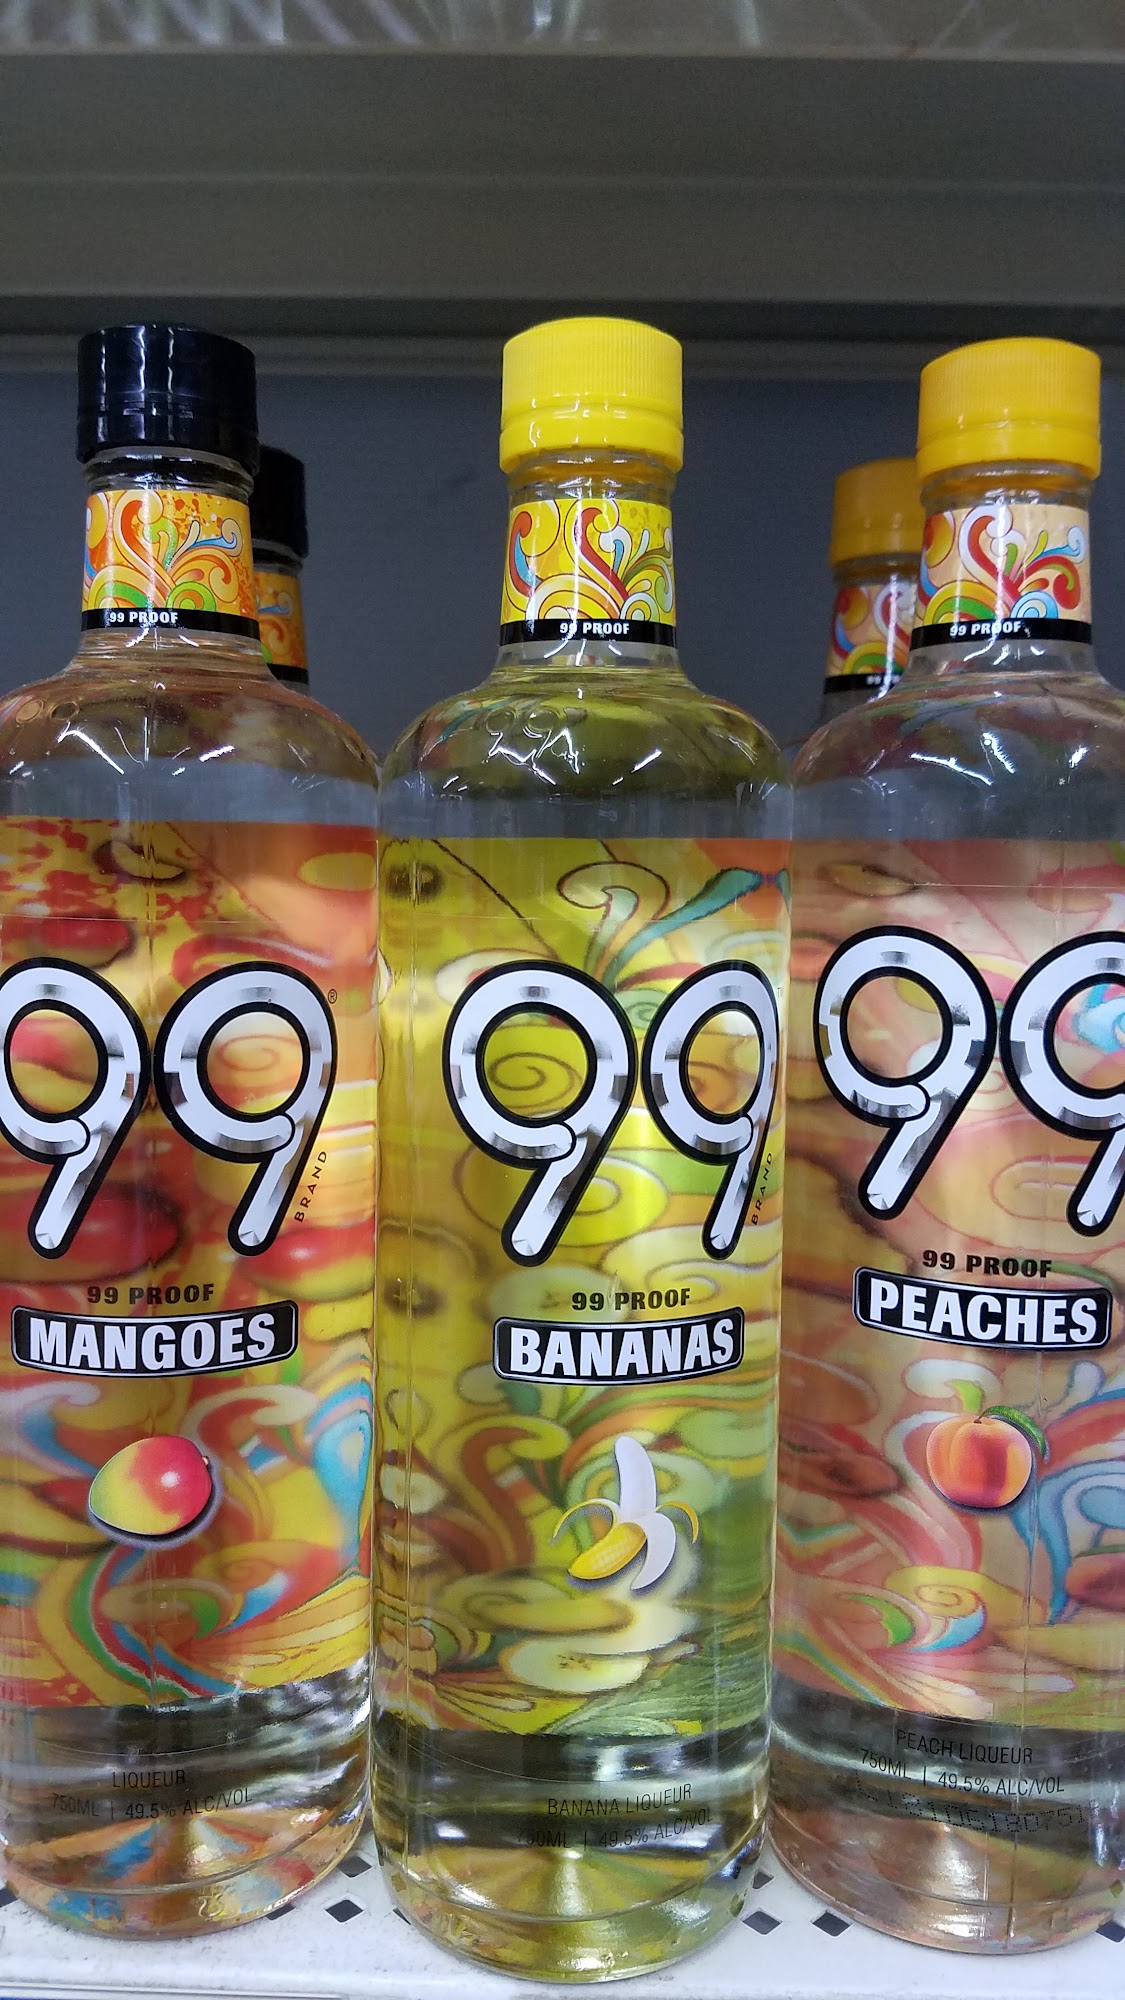 99 PROOF
99®
BRAND
99 PROOF
MANGOES
LIQUEUR
750ML | 49.5% ALC/VOL
99 PROOF
99
BRAND
99 PROOF
BANANAS
BANANA LIQUEUR
750ML | 49.5% ALC/VOL
99 PROOF
99
99 PROOF
PEACHES
PEACH LIQUEUR
750ML | 49.5% ALC/VOL